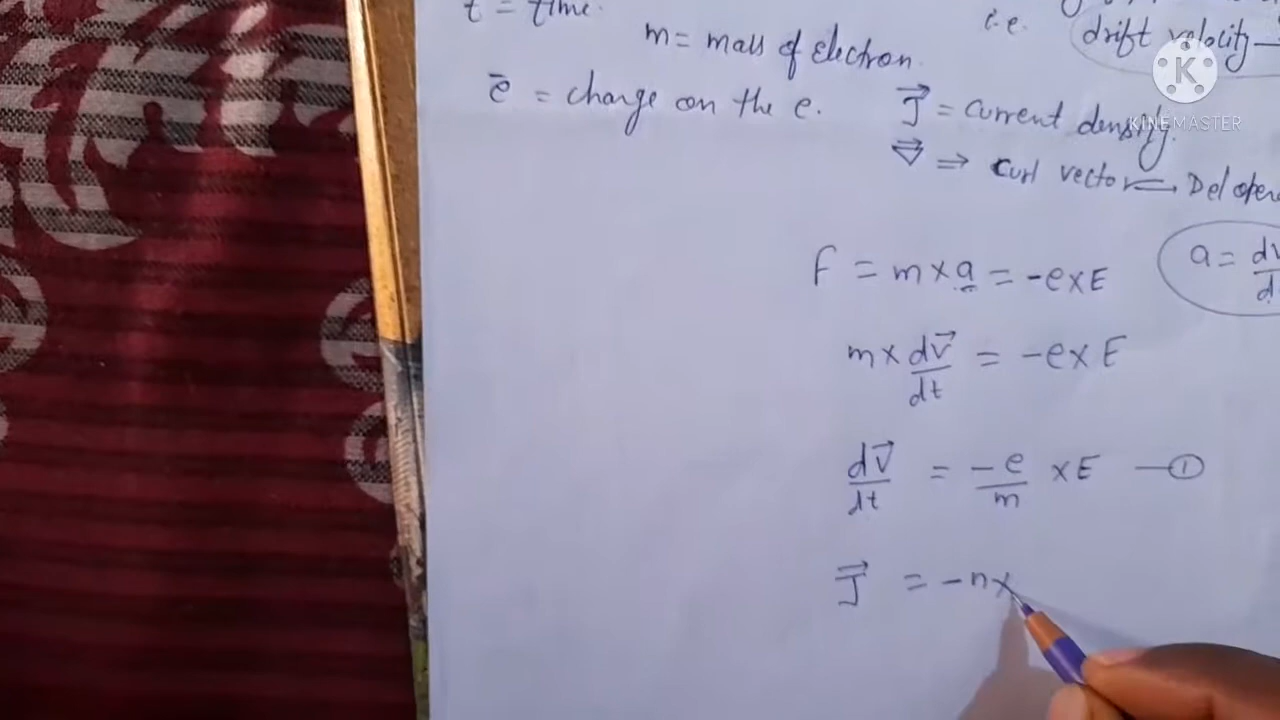 t = time.
i.e. drift velocity
m = mass of electron.
K
KINEMASTER
e⃗ = charge on the e.
J⃗ = current density.
∇⃗ ⇒ curl vector Del oper
F = m×a = -e×E
a = dv/d
m × dv⃗/dt = -e×E
dv⃗/dt = -e/m ×E —①
J⃗ = -n×